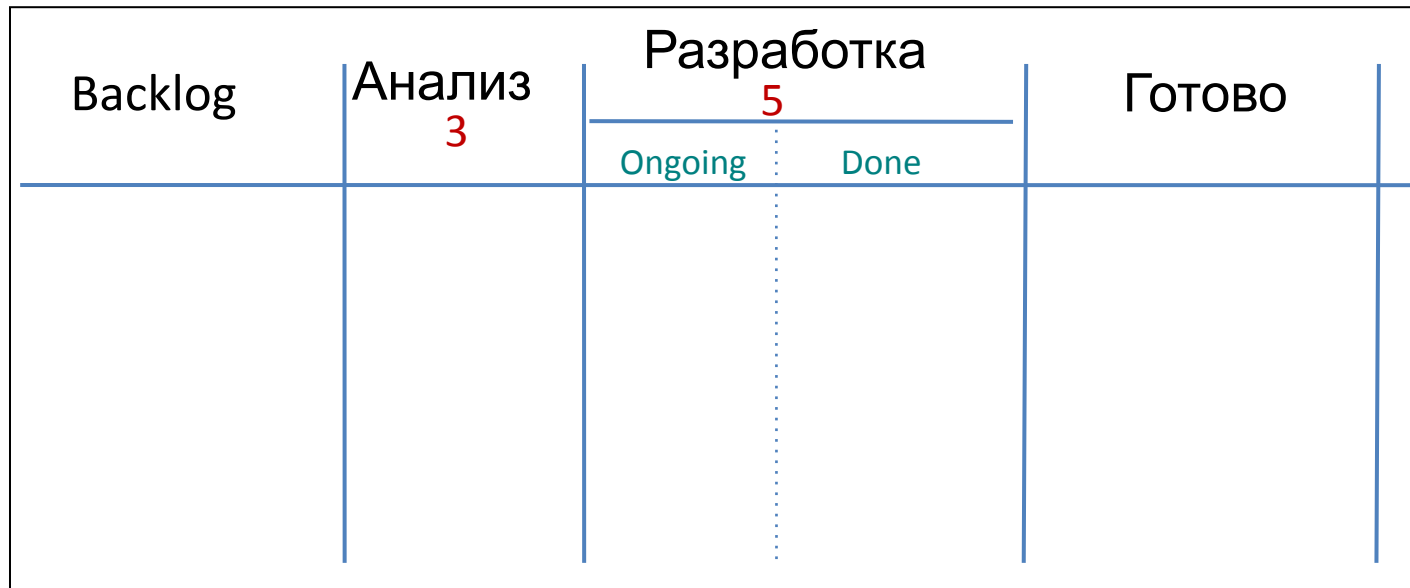 Backlog
Анализ
3
Разработка
5
Ongoing
Done
Готово